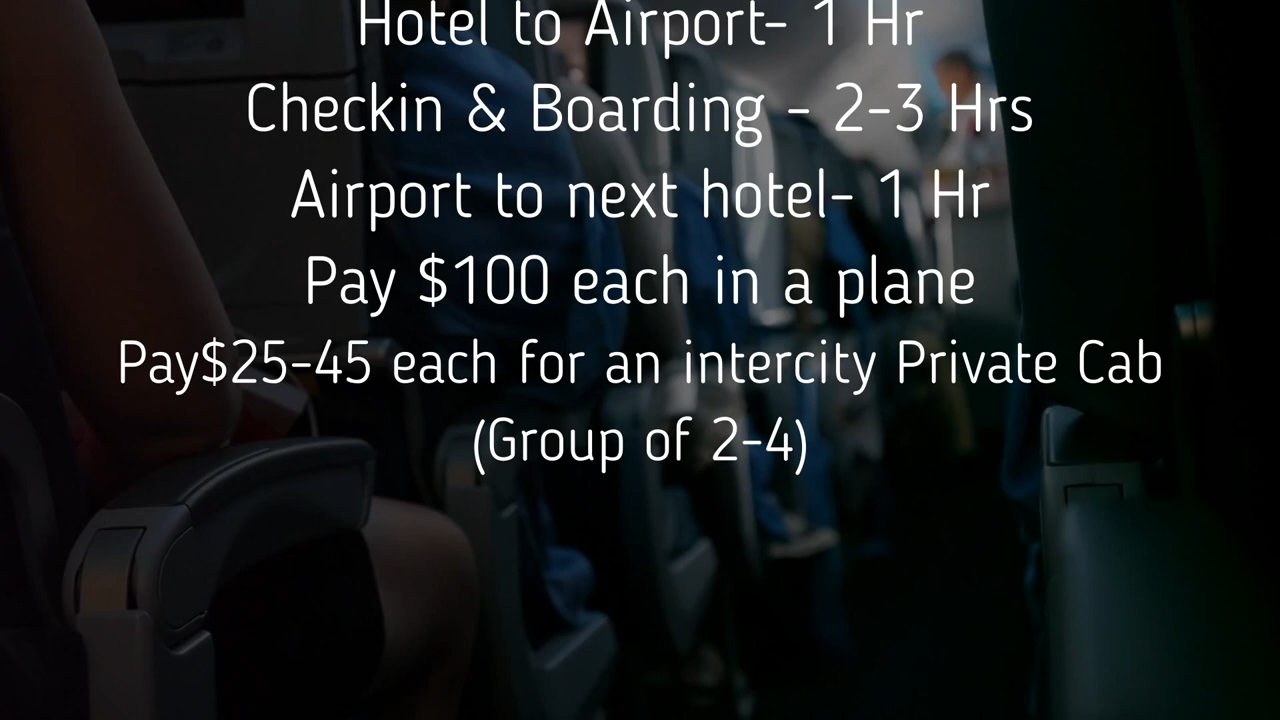 Hotel to Airport- 1 Hr
Checkin & Boarding - 2-3 Hrs
Airport to next hotel- 1 Hr
Pay $100 each in a plane
Pay$25-45 each for an intercity Private Cab
(Group of 2-4)